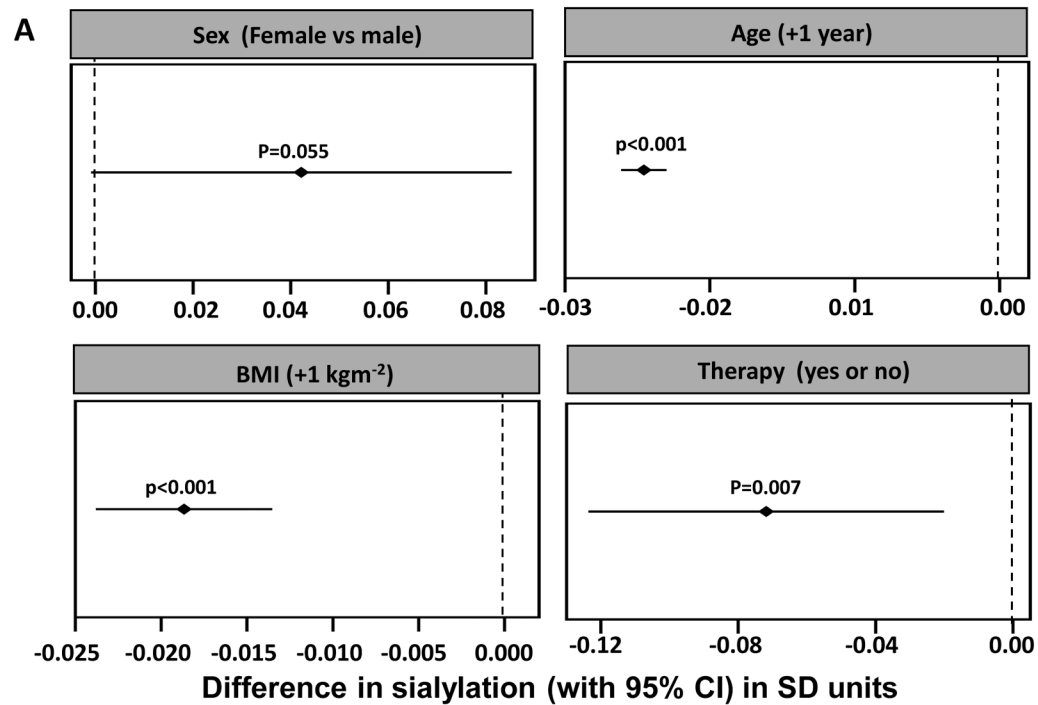 A
Sex (Female vs male)
Age (+1 year)
P=0.055
p<0.001
0.00 0.02 0.04 0.06 0.08
-0.03 -0.02 0.01 0.00
BMI (+1 kgm⁻²)
Therapy (yes or no)
p<0.001
P=0.007
-0.025 -0.020 -0.015 -0.010 -0.005 0.000
-0.12 -0.08 -0.04 0.00
Difference in sialylation (with 95% CI) in SD units